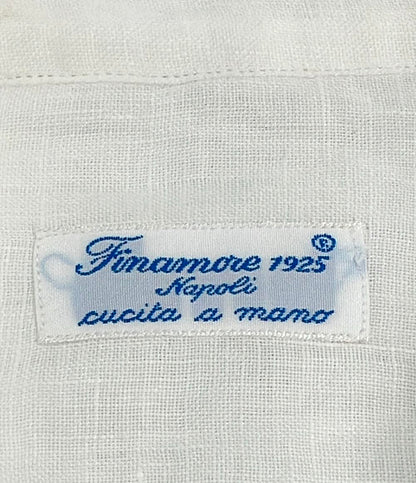 Finamore 1925
Napoli
cucita a mano